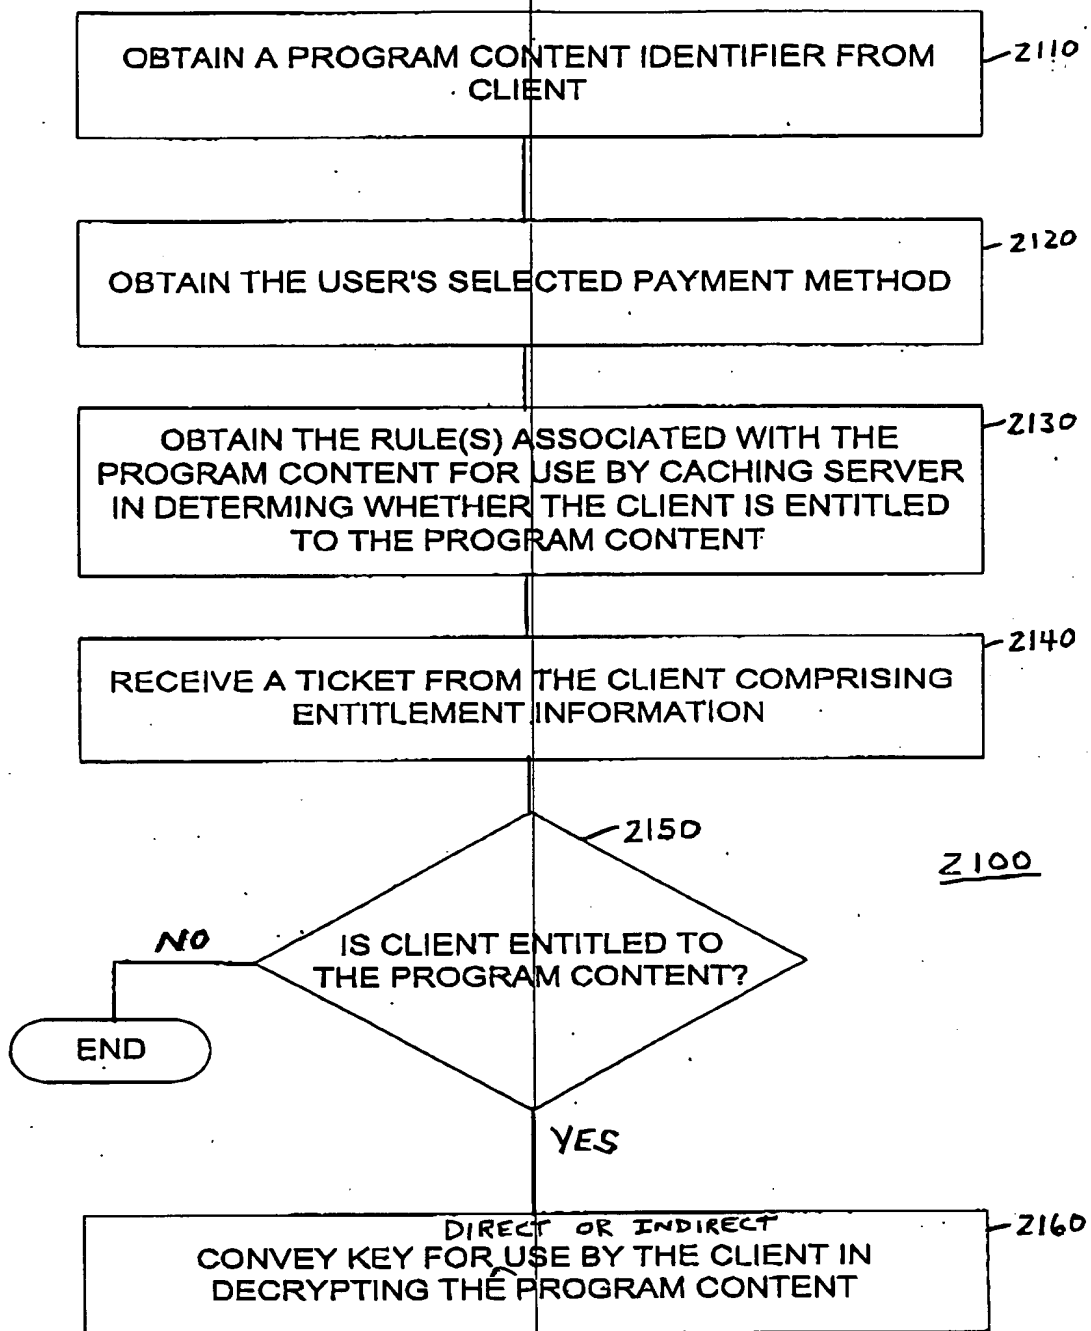 OBTAIN A PROGRAM CONTENT IDENTIFIER FROM
CLIENT
2110
OBTAIN THE USER'S SELECTED PAYMENT METHOD
2120
OBTAIN THE RULE(S) ASSOCIATED WITH THE
PROGRAM CONTENT FOR USE BY CACHING SERVER
IN DETERMING WHETHER THE CLIENT IS ENTITLED
TO THE PROGRAM CONTENT
2130
RECEIVE A TICKET FROM THE CLIENT COMPRISING
ENTITLEMENT INFORMATION
2140
2150
2100
IS CLIENT ENTITLED TO
THE PROGRAM CONTENT?
NO
END
YES
DIRECT OR INDIRECT
CONVEY KEY FOR USE BY THE CLIENT IN
DECRYPTING THE PROGRAM CONTENT
2160